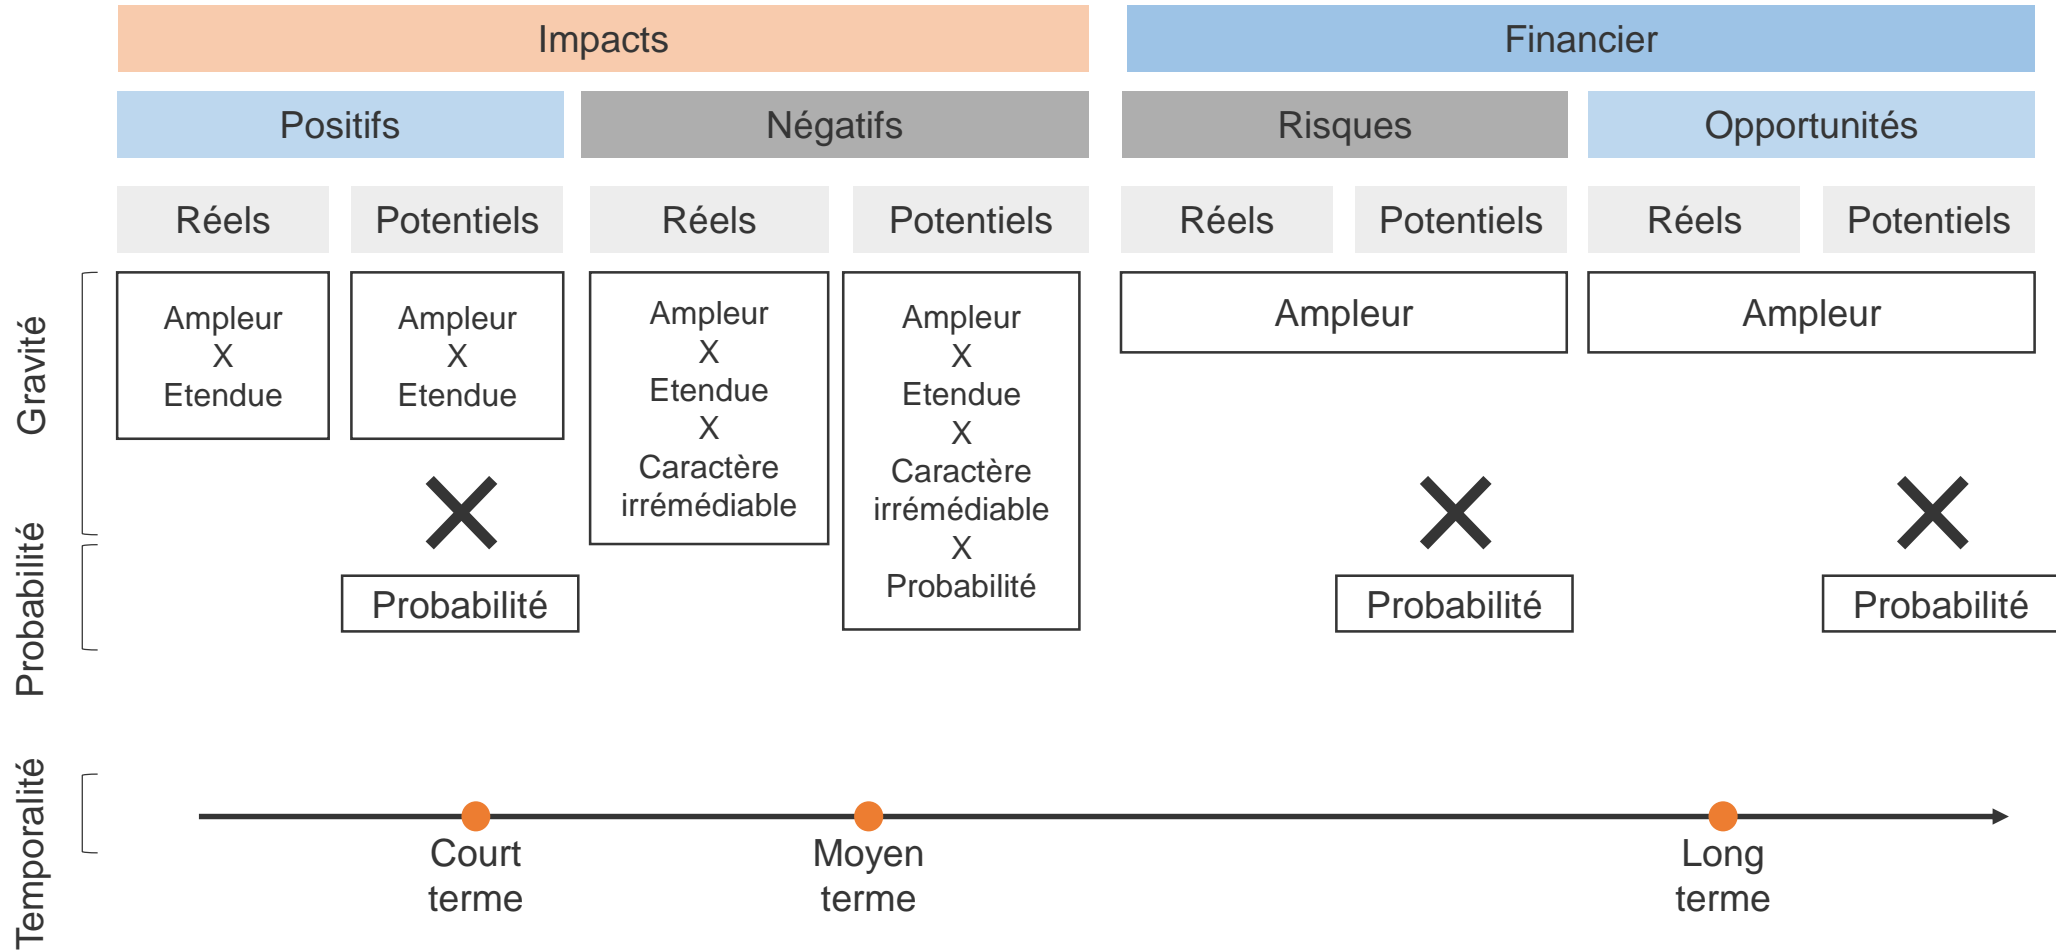 Impacts
Financier
Positifs
Négatifs
Risques
Opportunités
Réels
Potentiels
Réels
Potentiels
Réels
Potentiels
Réels
Potentiels
Gravité
Ampleur
X
Etendue
Ampleur
X
Etendue
Ampleur
X
Etendue
X
Caractère
irrémédiable
Ampleur
X
Etendue
X
Caractère
irrémédiable
X
Probabilité
Ampleur
Ampleur
Probabilité
Probabilité
Probabilité
Probabilité
Temporalité
Court
terme
Moyen
terme
Long
terme